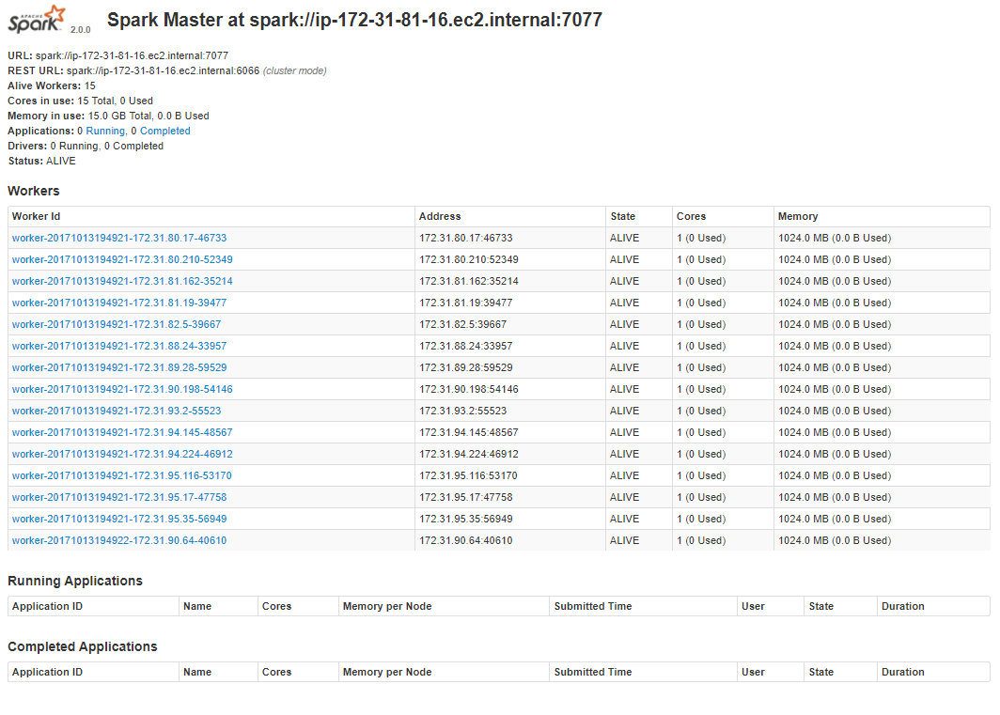 APACHE
Spark 2.0.0 Spark Master at spark://ip-172-31-81-16.ec2.internal:7077
URL: spark://ip-172-31-81-16.ec2.internal:7077
REST URL: spark://ip-172-31-81-16.ec2.internal:6066 (cluster mode)
Alive Workers: 15
Cores in use: 15 Total, 0 Used
Memory in use: 15.0 GB Total, 0.0 B Used
Applications: 0 Running, 0 Completed
Drivers: 0 Running, 0 Completed
Status: ALIVE
Workers
Worker Id Address State Cores Memory
worker-20171013194921-172.31.80.17-46733 172.31.80.17:46733 ALIVE 1 (0 Used) 1024.0 MB (0.0 B Used)
worker-20171013194921-172.31.80.210-52349 172.31.80.210:52349 ALIVE 1 (0 Used) 1024.0 MB (0.0 B Used)
worker-20171013194921-172.31.81.162-35214 172.31.81.162:35214 ALIVE 1 (0 Used) 1024.0 MB (0.0 B Used)
worker-20171013194921-172.31.81.19-39477 172.31.81.19:39477 ALIVE 1 (0 Used) 1024.0 MB (0.0 B Used)
worker-20171013194921-172.31.82.5-39667 172.31.82.5:39667 ALIVE 1 (0 Used) 1024.0 MB (0.0 B Used)
worker-20171013194921-172.31.88.24-33957 172.31.88.24:33957 ALIVE 1 (0 Used) 1024.0 MB (0.0 B Used)
worker-20171013194921-172.31.89.28-59529 172.31.89.28:59529 ALIVE 1 (0 Used) 1024.0 MB (0.0 B Used)
worker-20171013194921-172.31.90.198-54146 172.31.90.198:54146 ALIVE 1 (0 Used) 1024.0 MB (0.0 B Used)
worker-20171013194921-172.31.93.2-55523 172.31.93.2:55523 ALIVE 1 (0 Used) 1024.0 MB (0.0 B Used)
worker-20171013194921-172.31.94.145-48567 172.31.94.145:48567 ALIVE 1 (0 Used) 1024.0 MB (0.0 B Used)
worker-20171013194921-172.31.94.224-46912 172.31.94.224:46912 ALIVE 1 (0 Used) 1024.0 MB (0.0 B Used)
worker-20171013194921-172.31.95.116-53170 172.31.95.116:53170 ALIVE 1 (0 Used) 1024.0 MB (0.0 B Used)
worker-20171013194921-172.31.95.17-47758 172.31.95.17:47758 ALIVE 1 (0 Used) 1024.0 MB (0.0 B Used)
worker-20171013194921-172.31.95.35-56949 172.31.95.35:56949 ALIVE 1 (0 Used) 1024.0 MB (0.0 B Used)
worker-20171013194922-172.31.90.64-40610 172.31.90.64:40610 ALIVE 1 (0 Used) 1024.0 MB (0.0 B Used)
Running Applications
Application ID Name Cores Memory per Node Submitted Time User State Duration
Completed Applications
Application ID Name Cores Memory per Node Submitted Time User State Duration